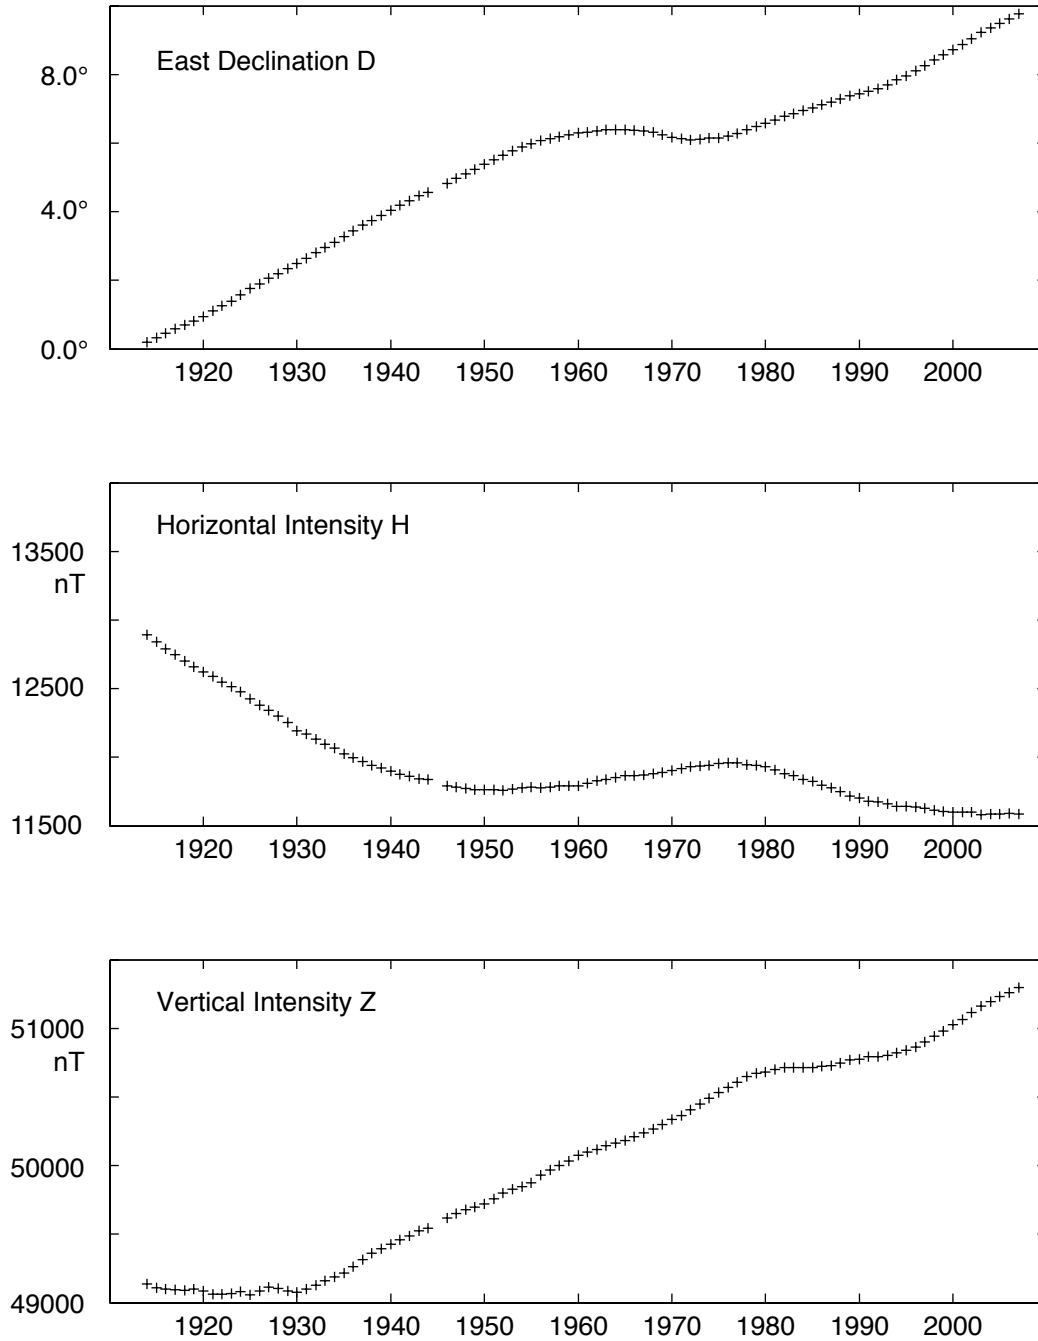 East Declination D
8.0°
4.0°
0.0°
1920 1930 1940 1950 1960 1970 1980 1990 2000
Horizontal Intensity H
13500
nT
12500
11500
1920 1930 1940 1950 1960 1970 1980 1990 2000
Vertical Intensity Z
51000
nT
50000
49000
1920 1930 1940 1950 1960 1970 1980 1990 2000